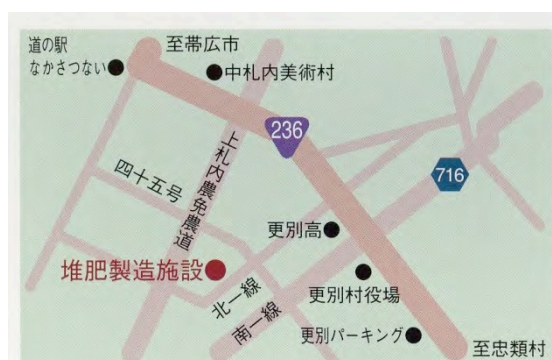 道の駅
なかさつない
至帯広市
中札内美術村
236
上札内農免農道
四十五号
716
更別高
堆肥製造施設
北一線
南一線
更別村役場
更別パーキング
至忠類村